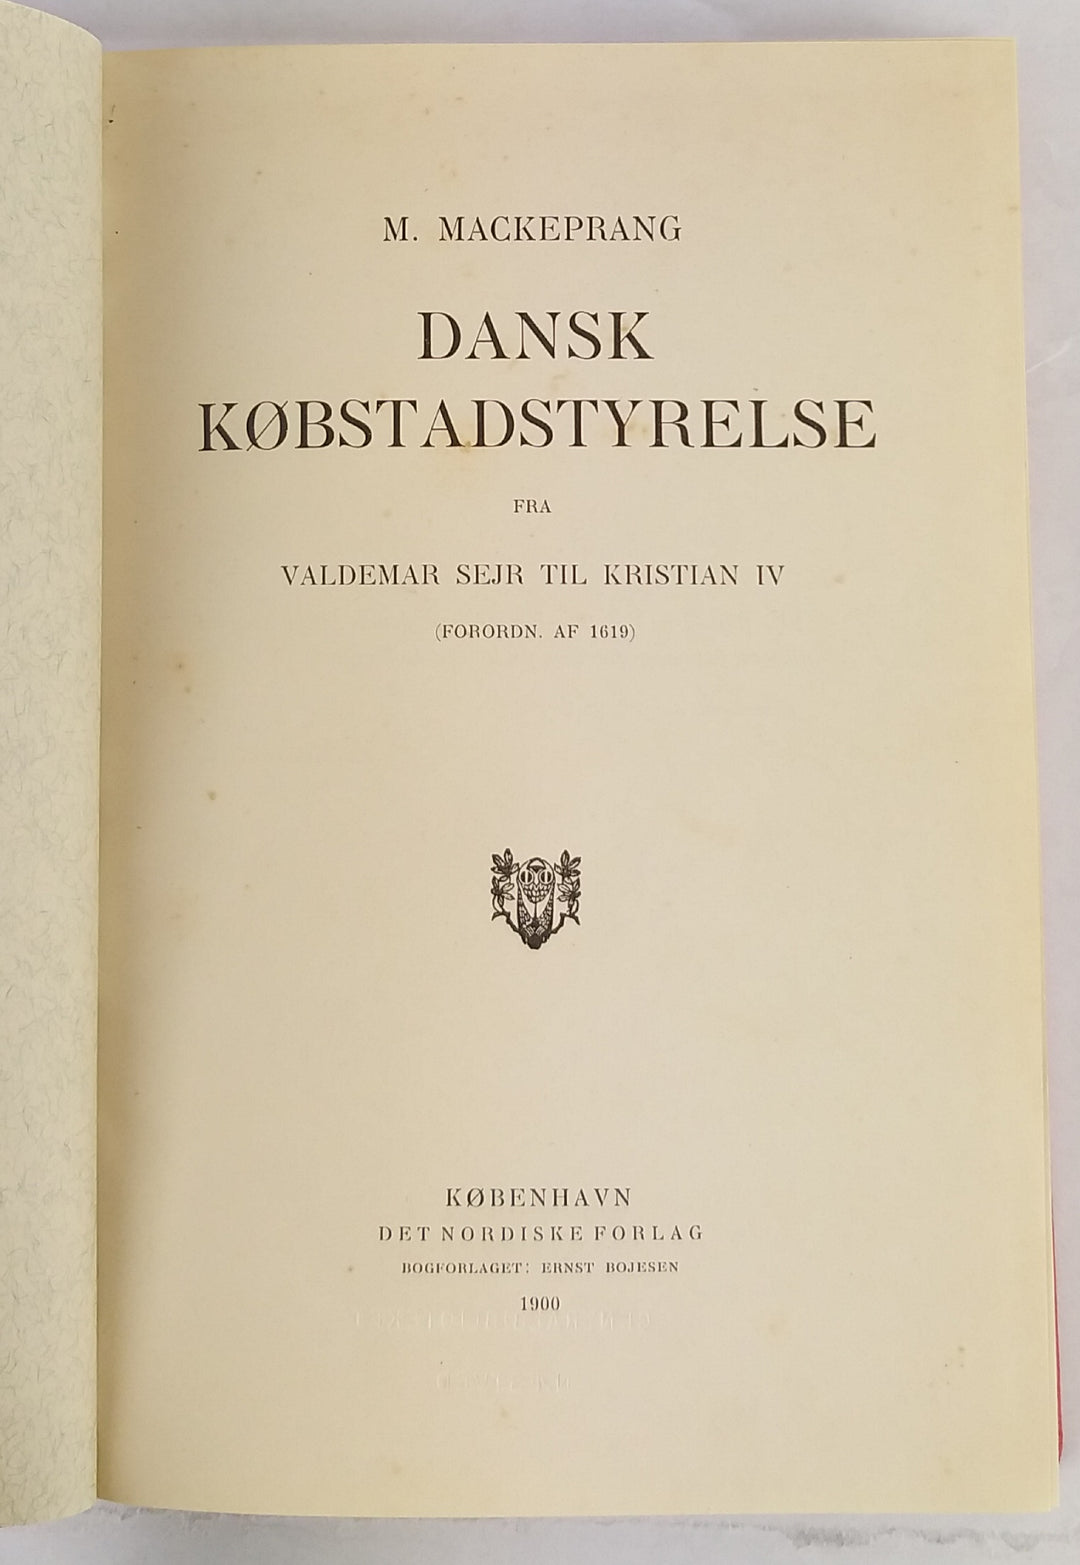 M. MACKEPRANG
DANSK
KØBSTADSTYRELSE
FRA
VALDEMAR SEJR TIL KRISTIAN IV
(FORORDN. AF 1619)
KØBENHAVN
DET NORDISKE FORLAG
BOGFORLAGET: ERNST BOJESEN
1900